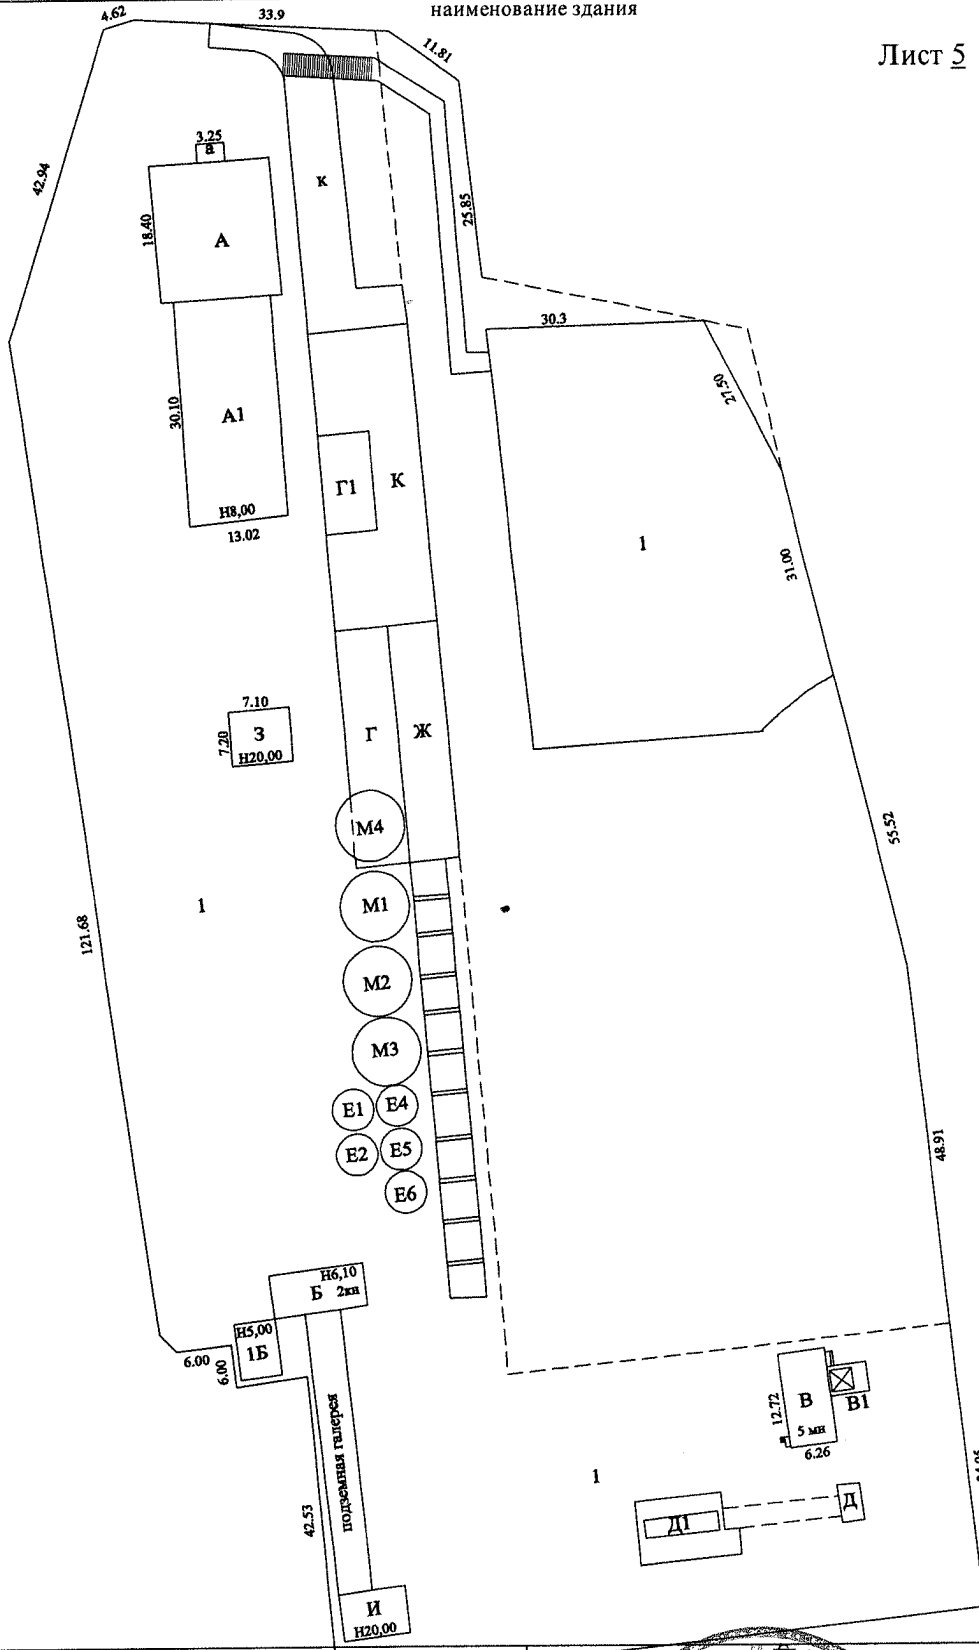 наименование здания
Лист 5
4.62
33.9
11.81
3.25
а
42.94
к
25.85
18.40
А
30.3
27.50
30.10
А1
Г1
К
Н8,00
13.02
1
31.00
7.10
7.20
З
Н20,00
Г
Ж
М4
55.52
1
М1
121.68
М2
М3
Е1
Е4
Е2
Е5
48.91
Е6
Н6,10
Б
2кн
Н5,00
1Б
6.00
6.00
12.72
В
В1
5 мн
6.26
подземная галерея
42.53
1
Д1
Д
И
Н20,00